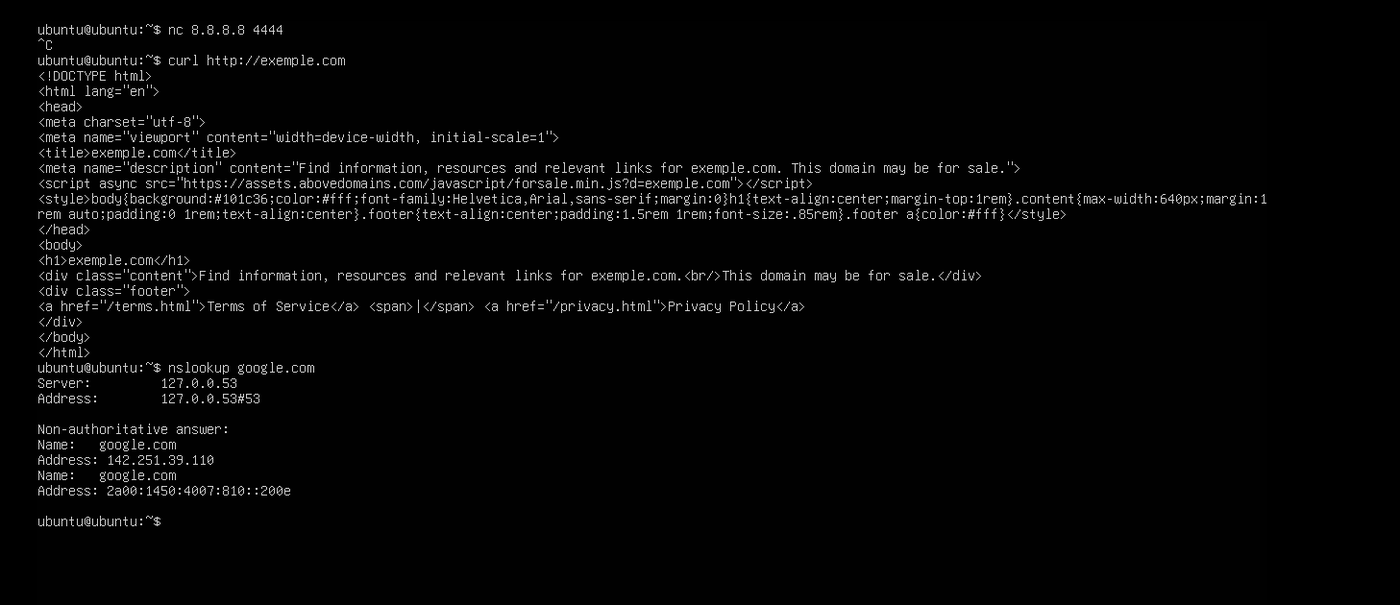 ubuntu@ubuntu:~$ nc 8.8.8.8 4444
^C
ubuntu@ubuntu:~$ curl http://exemple.com
<!DOCTYPE html>
<html lang="en">
<head>
<meta charset="utf-8">
<meta name="viewport" content="width=device-width, initial-scale=1">
<title>exemple.com</title>
<meta name="description" content="Find information, resources and relevant links for exemple.com. This domain may be for sale.">
<script async src="https://assets.abovedomains.com/javascript/forsale.min.js?d=exemple.com"></script>
<style>body{background:#101c36;color:#fff;font-family:Helvetica,Arial,sans-serif;margin:0}h1{text-align:center;margin-top:1rem}.content{max-width:640px;margin:1
rem auto;padding:0 1rem;text-align:center}.footer{text-align:center;padding:1.5rem 1rem;font-size:.85rem}.footer a{color:#fff}</style>
</head>
<body>
<h1>exemple.com</h1>
<div class="content">Find information, resources and relevant links for exemple.com.<br/>This domain may be for sale.</div>
<div class="footer">
<a href="/terms.html">Terms of Service</a> <span>|</span> <a href="/privacy.html">Privacy Policy</a>
</div>
</body>
</html>
ubuntu@ubuntu:~$ nslookup google.com
Server:         127.0.0.53
Address:        127.0.0.53#53

Non-authoritative answer:
Name:   google.com
Address: 142.251.39.110
Name:   google.com
Address: 2a00:1450:4007:810::200e

ubuntu@ubuntu:~$